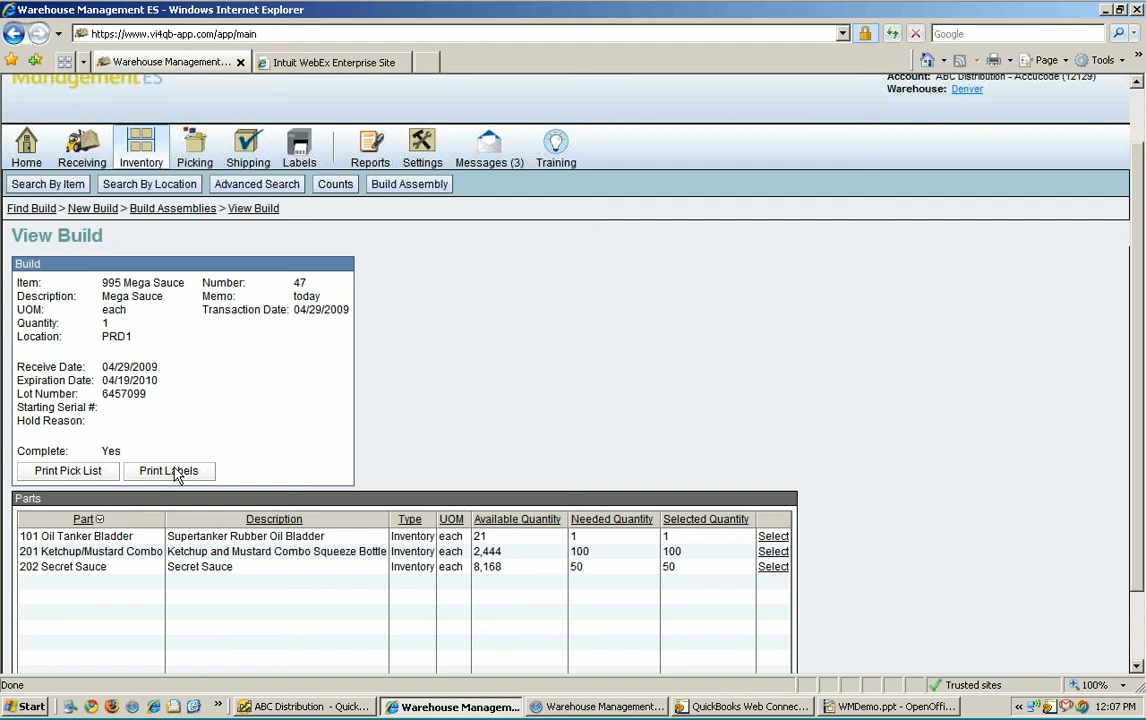 Warehouse Management ES - Windows Internet Explorer
https://www.vi4qb-app.com/app/main
Google
Warehouse Management...
Intuit WebEx Enterprise Site
Page
Tools
Management ES
Account: ABC Distribution - Accucode (12129)
Warehouse: Denver
Home
Receiving
Inventory
Picking
Shipping
Labels
Reports
Settings
Messages (3)
Training
Search By Item
Search By Location
Advanced Search
Counts
Build Assembly
Find Build > New Build > Build Assemblies > View Build
View Build
Build
Item: 995 Mega Sauce Number: 47
Description: Mega Sauce Memo: today
UOM: each Transaction Date: 04/29/2009
Quantity: 1
Location: PRD1
Receive Date: 04/29/2009
Expiration Date: 04/19/2010
Lot Number: 6457099
Starting Serial #:
Hold Reason:
Complete: Yes
Print Pick List Print Labels
Parts
Part Description Type UOM Available Quantity Needed Quantity Selected Quantity
101 Oil Tanker Bladder Supertanker Rubber Oil Bladder Inventory each 21 1 1 Select
201 Ketchup/Mustard Combo Ketchup and Mustard Combo Squeeze Bottle Inventory each 2,444 100 100 Select
202 Secret Sauce Secret Sauce Inventory each 8,168 50 50 Select
Done
Trusted sites
100%
Start
ABC Distribution - Quick...
Warehouse Managem...
Warehouse Management...
QuickBooks Web Connec...
WMDemo.ppt - OpenOffi...
12:07 PM